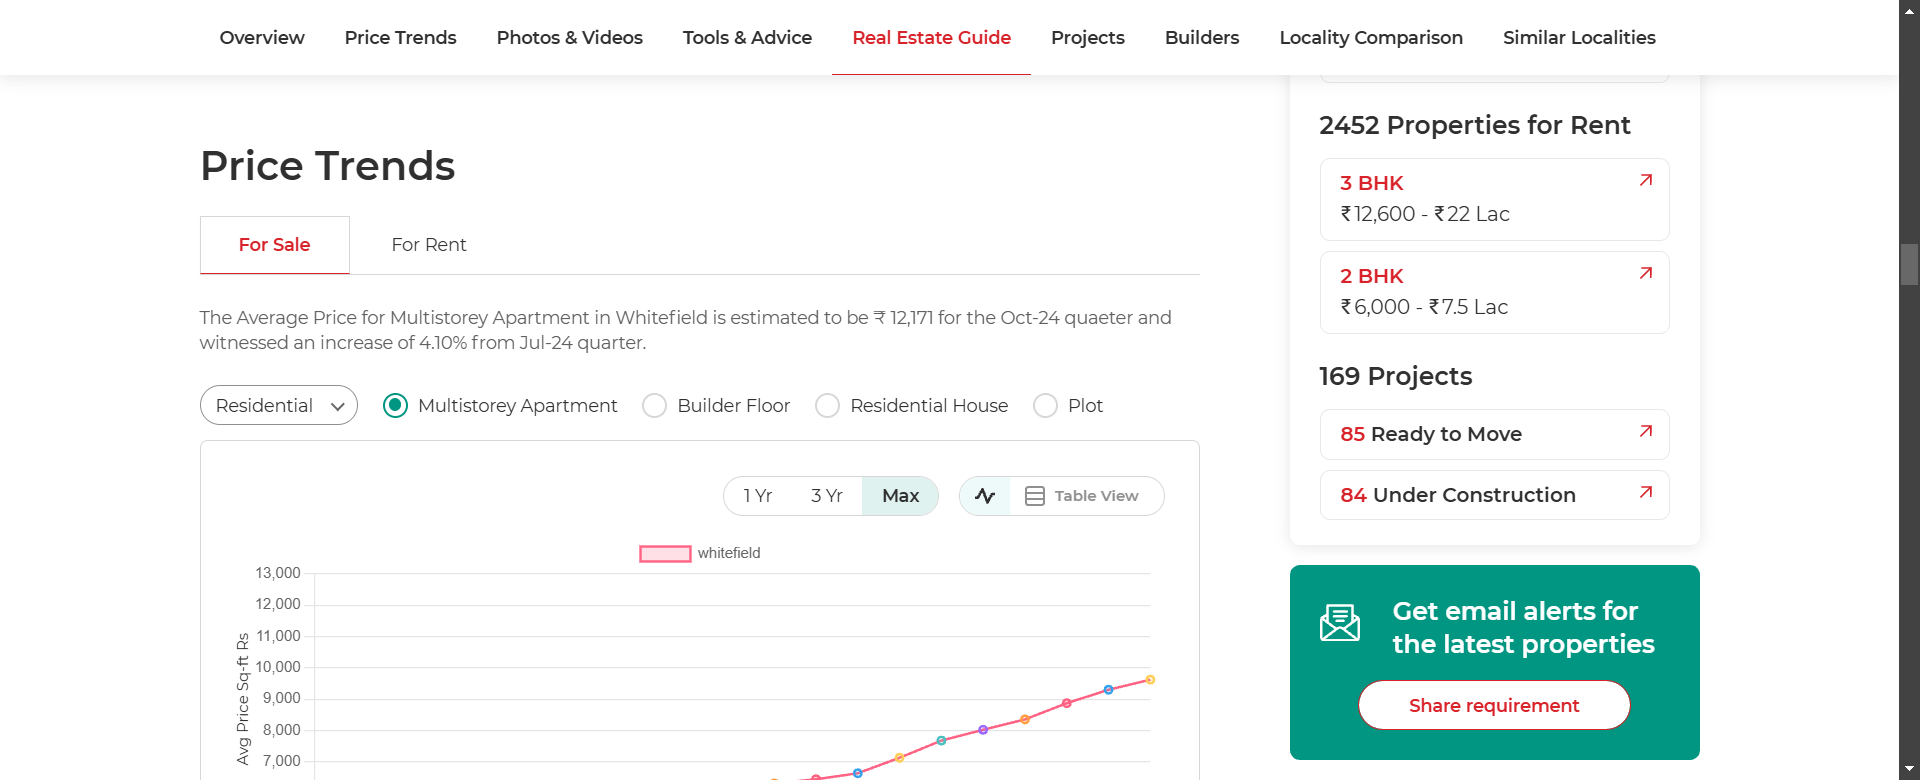 Overview Price Trends Photos & Videos Tools & Advice Real Estate Guide Projects Builders Locality Comparison Similar Localities
Price Trends
For Sale For Rent
The Average Price for Multistorey Apartment in Whitefield is estimated to be ₹ 12,171 for the Oct-24 quaeter and
witnessed an increase of 4.10% from Jul-24 quarter.
Residential Multistorey Apartment Builder Floor Residential House Plot
1 Yr 3 Yr Max Table View
whitefield
Avg Price Sq-ft Rs
13,000
12,000
11,000
10,000
9,000
8,000
7,000
2452 Properties for Rent
3 BHK
₹12,600 - ₹22 Lac
2 BHK
₹6,000 - ₹7.5 Lac
169 Projects
85 Ready to Move
84 Under Construction
Get email alerts for
the latest properties
Share requirement